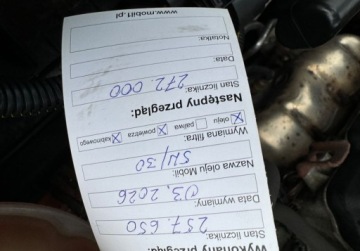 Wykonany przegląd:
Stan licznika:
257.650
Data wymiany:
03.2026
Nazwa oleju Mobil:
5W/30
Wymiana filtra:
☒ oleju ☐ paliwa ☒ powietrza ☒ kabinowego
Następny przegląd:
Stan licznika:
272.000
Data:
Notatka:
www.mobil1.pl